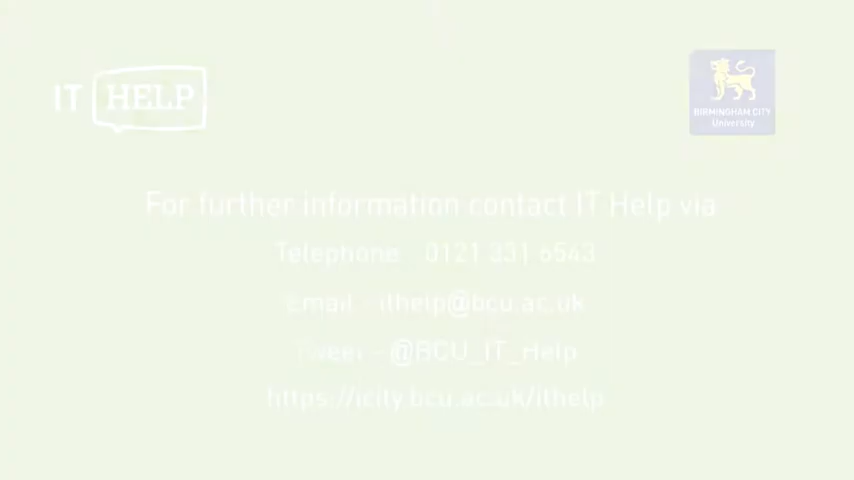 IT HELP
BIRMINGHAM CITY
University
For further information contact IT Help via
Telephone - 0121 331 6543
Email - ithelp@bcu.ac.uk
Tweet - @BCU_IT_Help
https://icity.bcu.ac.uk/ithelp